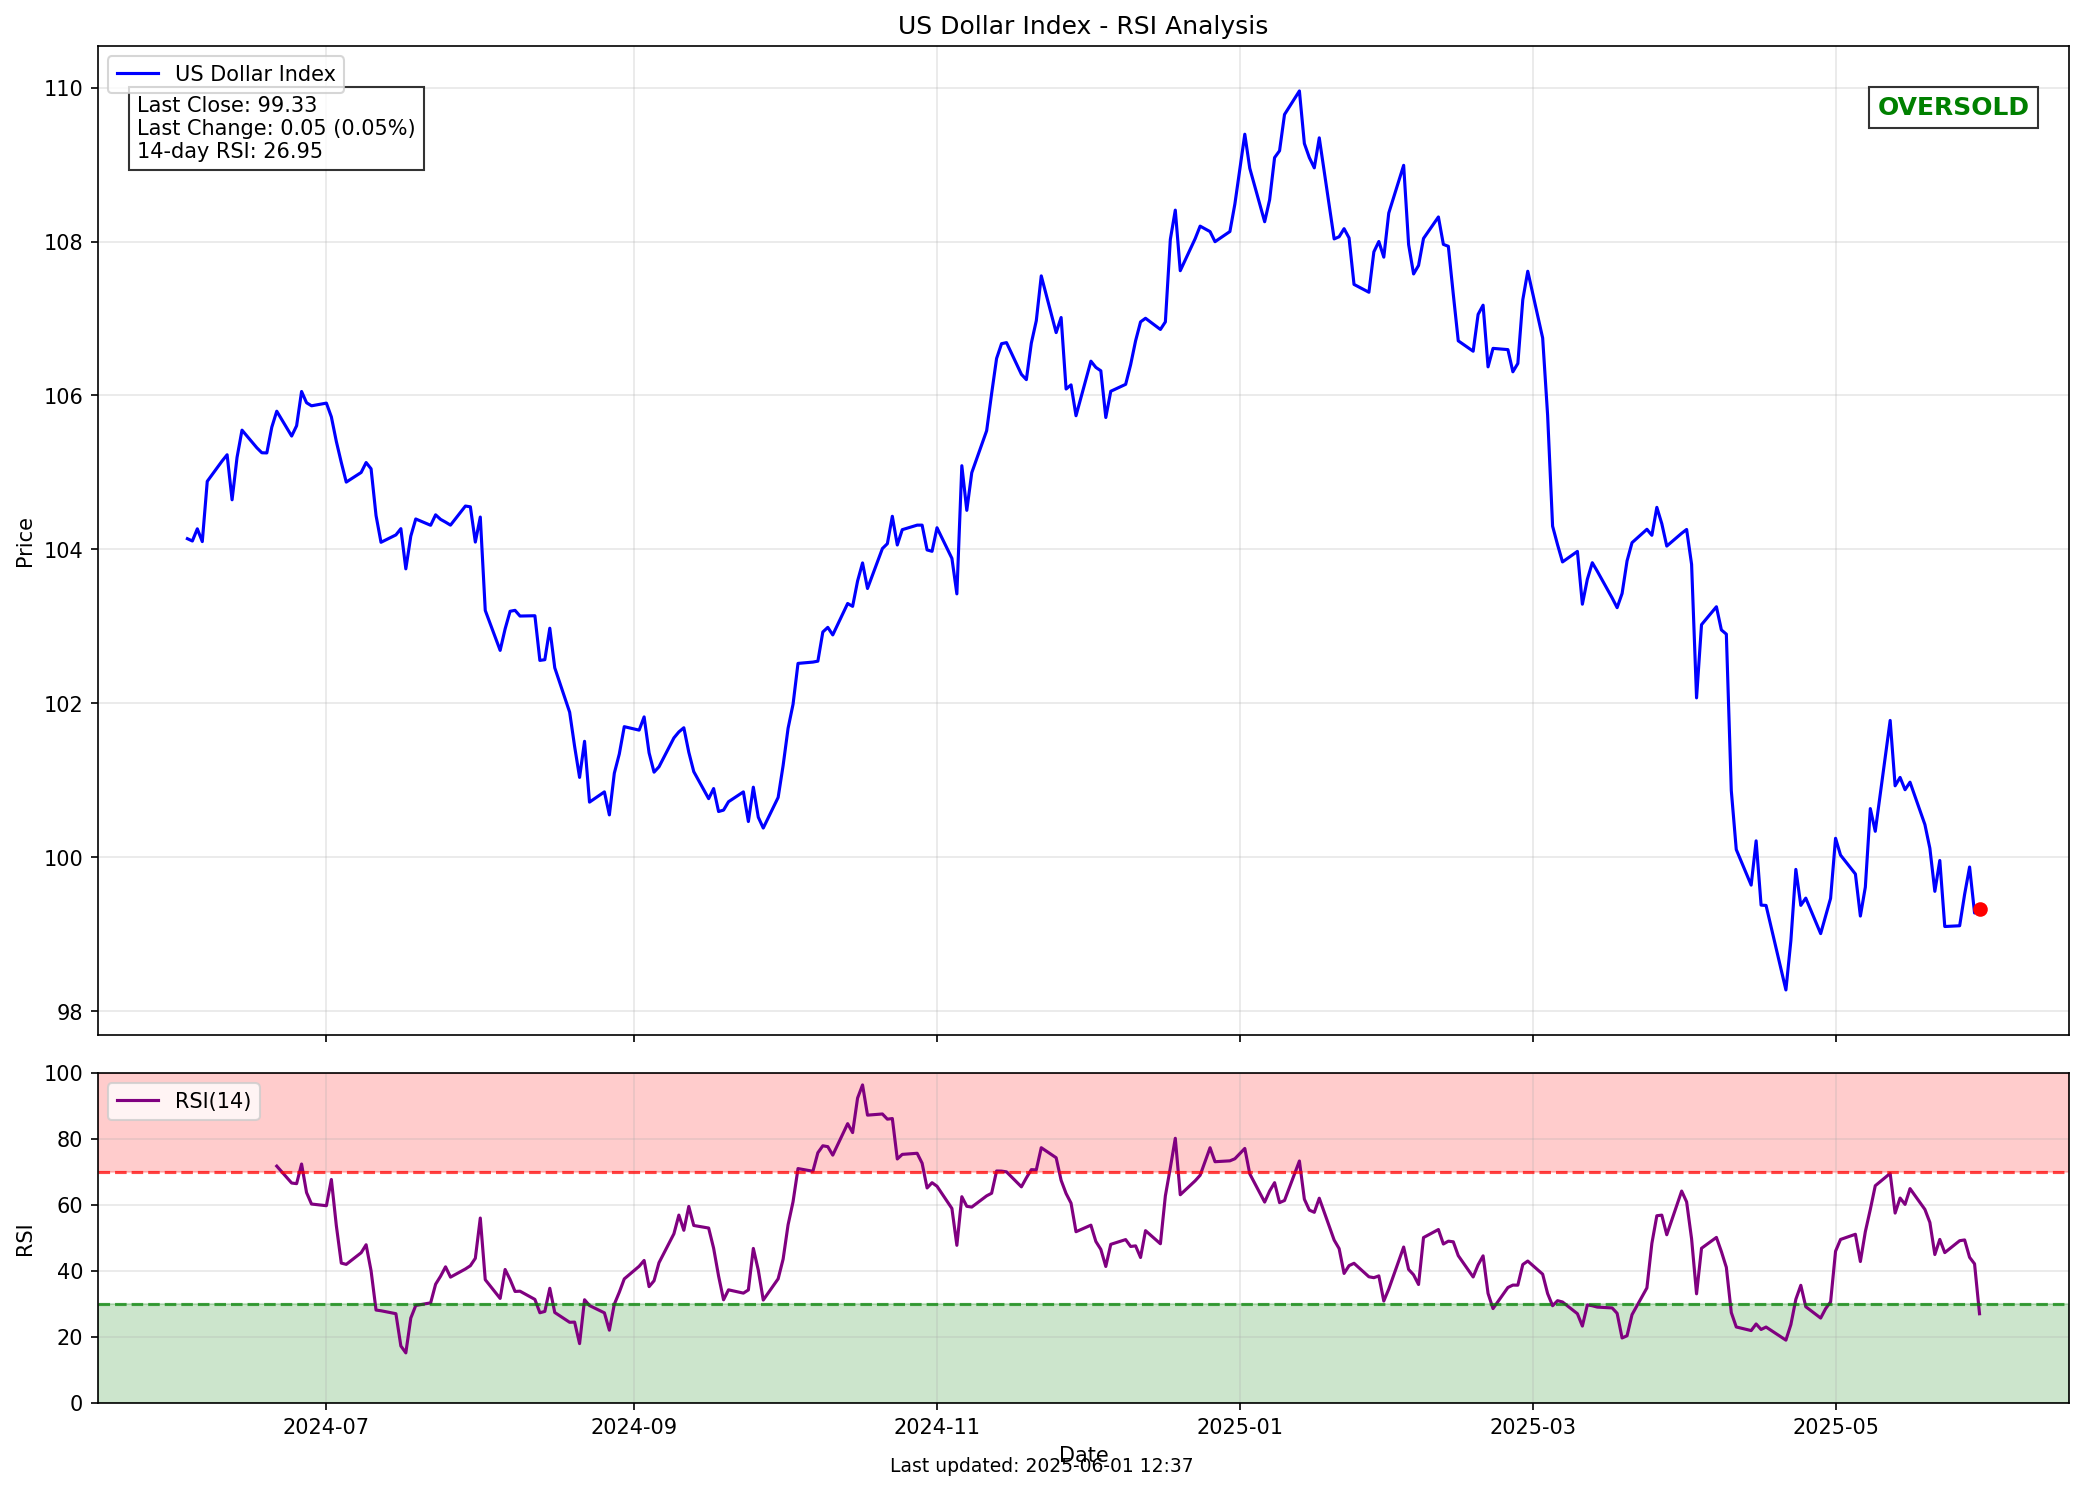 US Dollar Index - RSI Analysis
US Dollar Index
Last Close: 99.33
Last Change: 0.05 (0.05%)
14-day RSI: 26.95
OVERSOLD
Price
110
108
106
104
102
100
98
RSI(14)
RSI
100
80
60
40
20
0
2024-07
2024-09
2024-11
2025-01
2025-03
2025-05
Date
Last updated: 2025-06-01 12:37